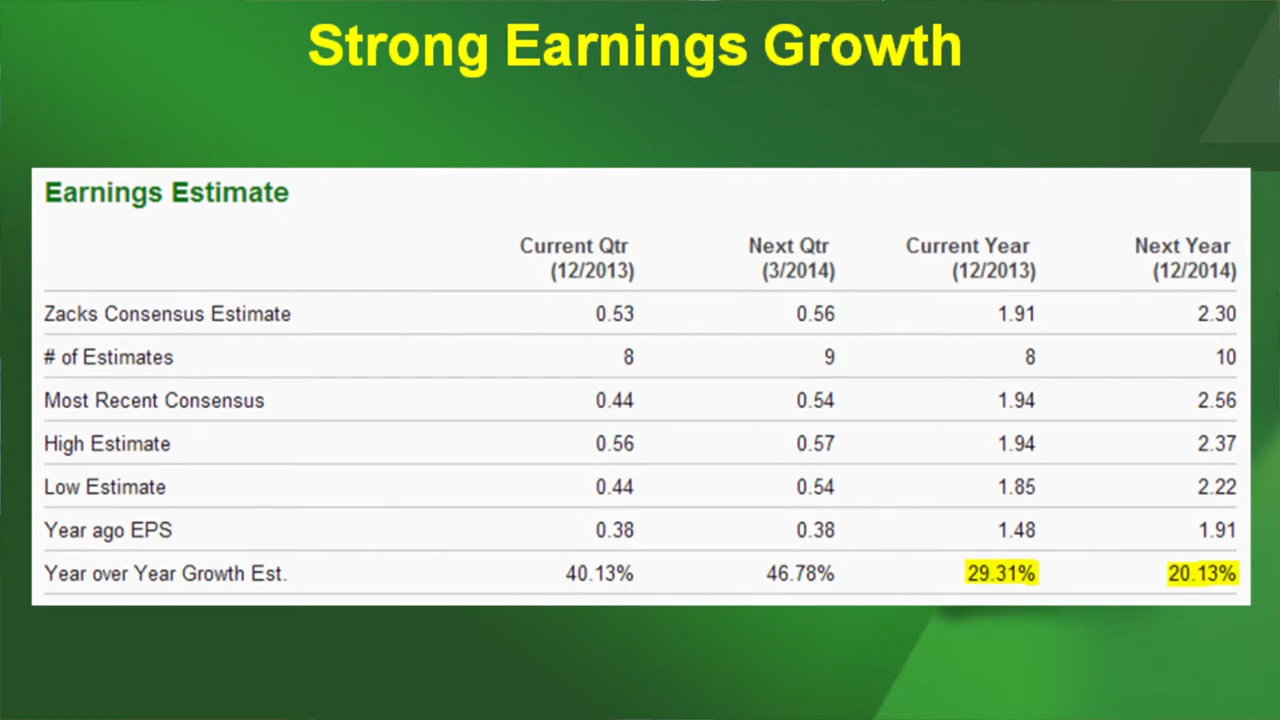 Strong Earnings Growth
Earnings Estimate
Current Qtr Next Qtr Current Year Next Year
(12/2013) (3/2014) (12/2013) (12/2014)
Zacks Consensus Estimate 0.53 0.56 1.91 2.30
# of Estimates 8 9 8 10
Most Recent Consensus 0.44 0.54 1.94 2.56
High Estimate 0.56 0.57 1.94 2.37
Low Estimate 0.44 0.54 1.85 2.22
Year ago EPS 0.38 0.38 1.48 1.91
Year over Year Growth Est. 40.13% 46.78% 29.31% 20.13%